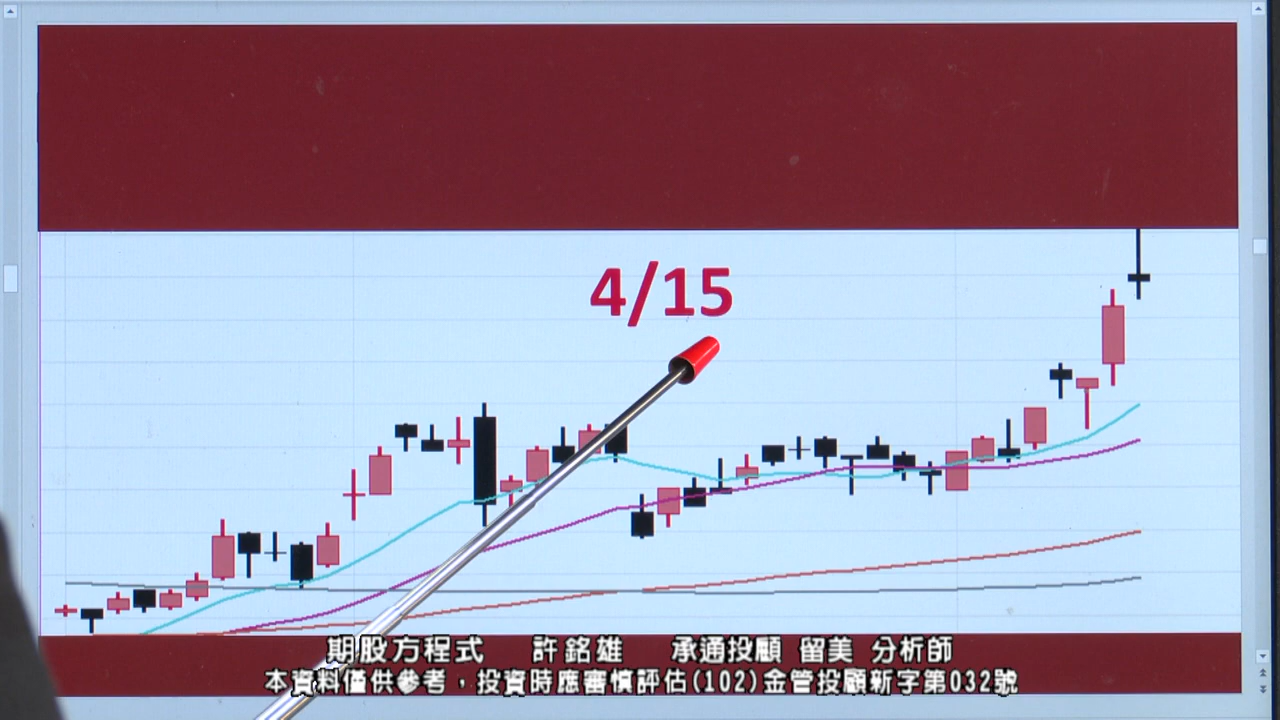 4/15
期股方程式 許銘雄 承通投顧 留美 分析師
本資料僅供參考，投資時應審慎評估(102)金管投顧新字第032號